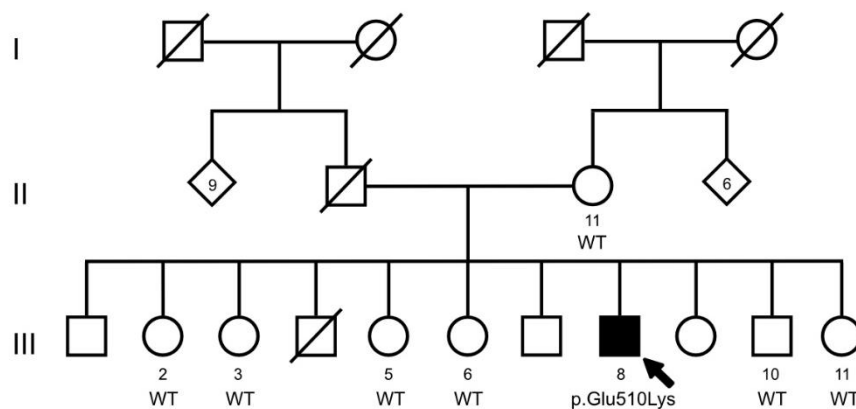 I
9
6
II
11
WT
III
2 3 5 6 8 10 11
WT WT WT WT p.Glu510Lys WT WT